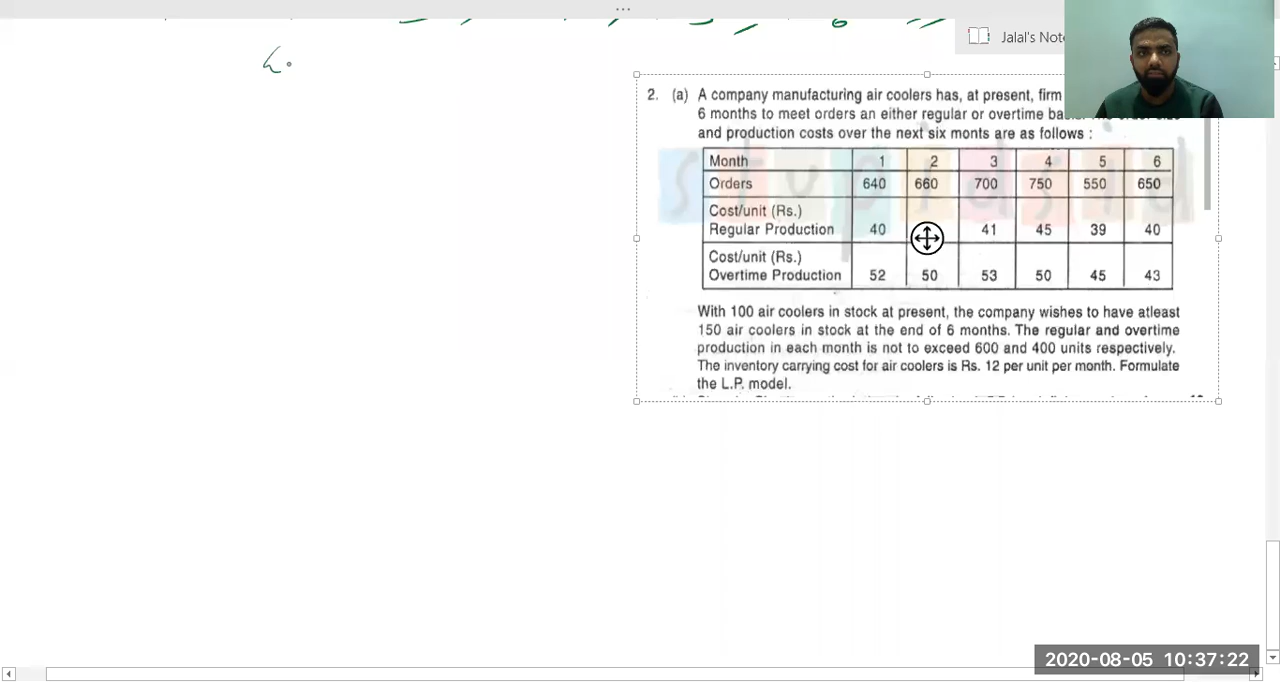 ...
Jalal's Note
2. (a) A company manufacturing air coolers has, at present, firm
6 months to meet orders an either regular or overtime
and production costs over the next six monts are as follows :
Month 1 2 3 4 5 6
Orders 640 660 700 750 550 650
Cost/unit (Rs.)
Regular Production 40 41 45 39 40
Cost/unit (Rs.)
Overtime Production 52 50 53 50 45 43
With 100 air coolers in stock at present, the company wishes to have atleast
150 air coolers in stock at the end of 6 months. The regular and overtime
production in each month is not to exceed 600 and 400 units respectively.
The inventory carrying cost for air coolers is Rs. 12 per unit per month. Formulate
the L.P. model.
stupidsid
2020-08-05 10:37:22